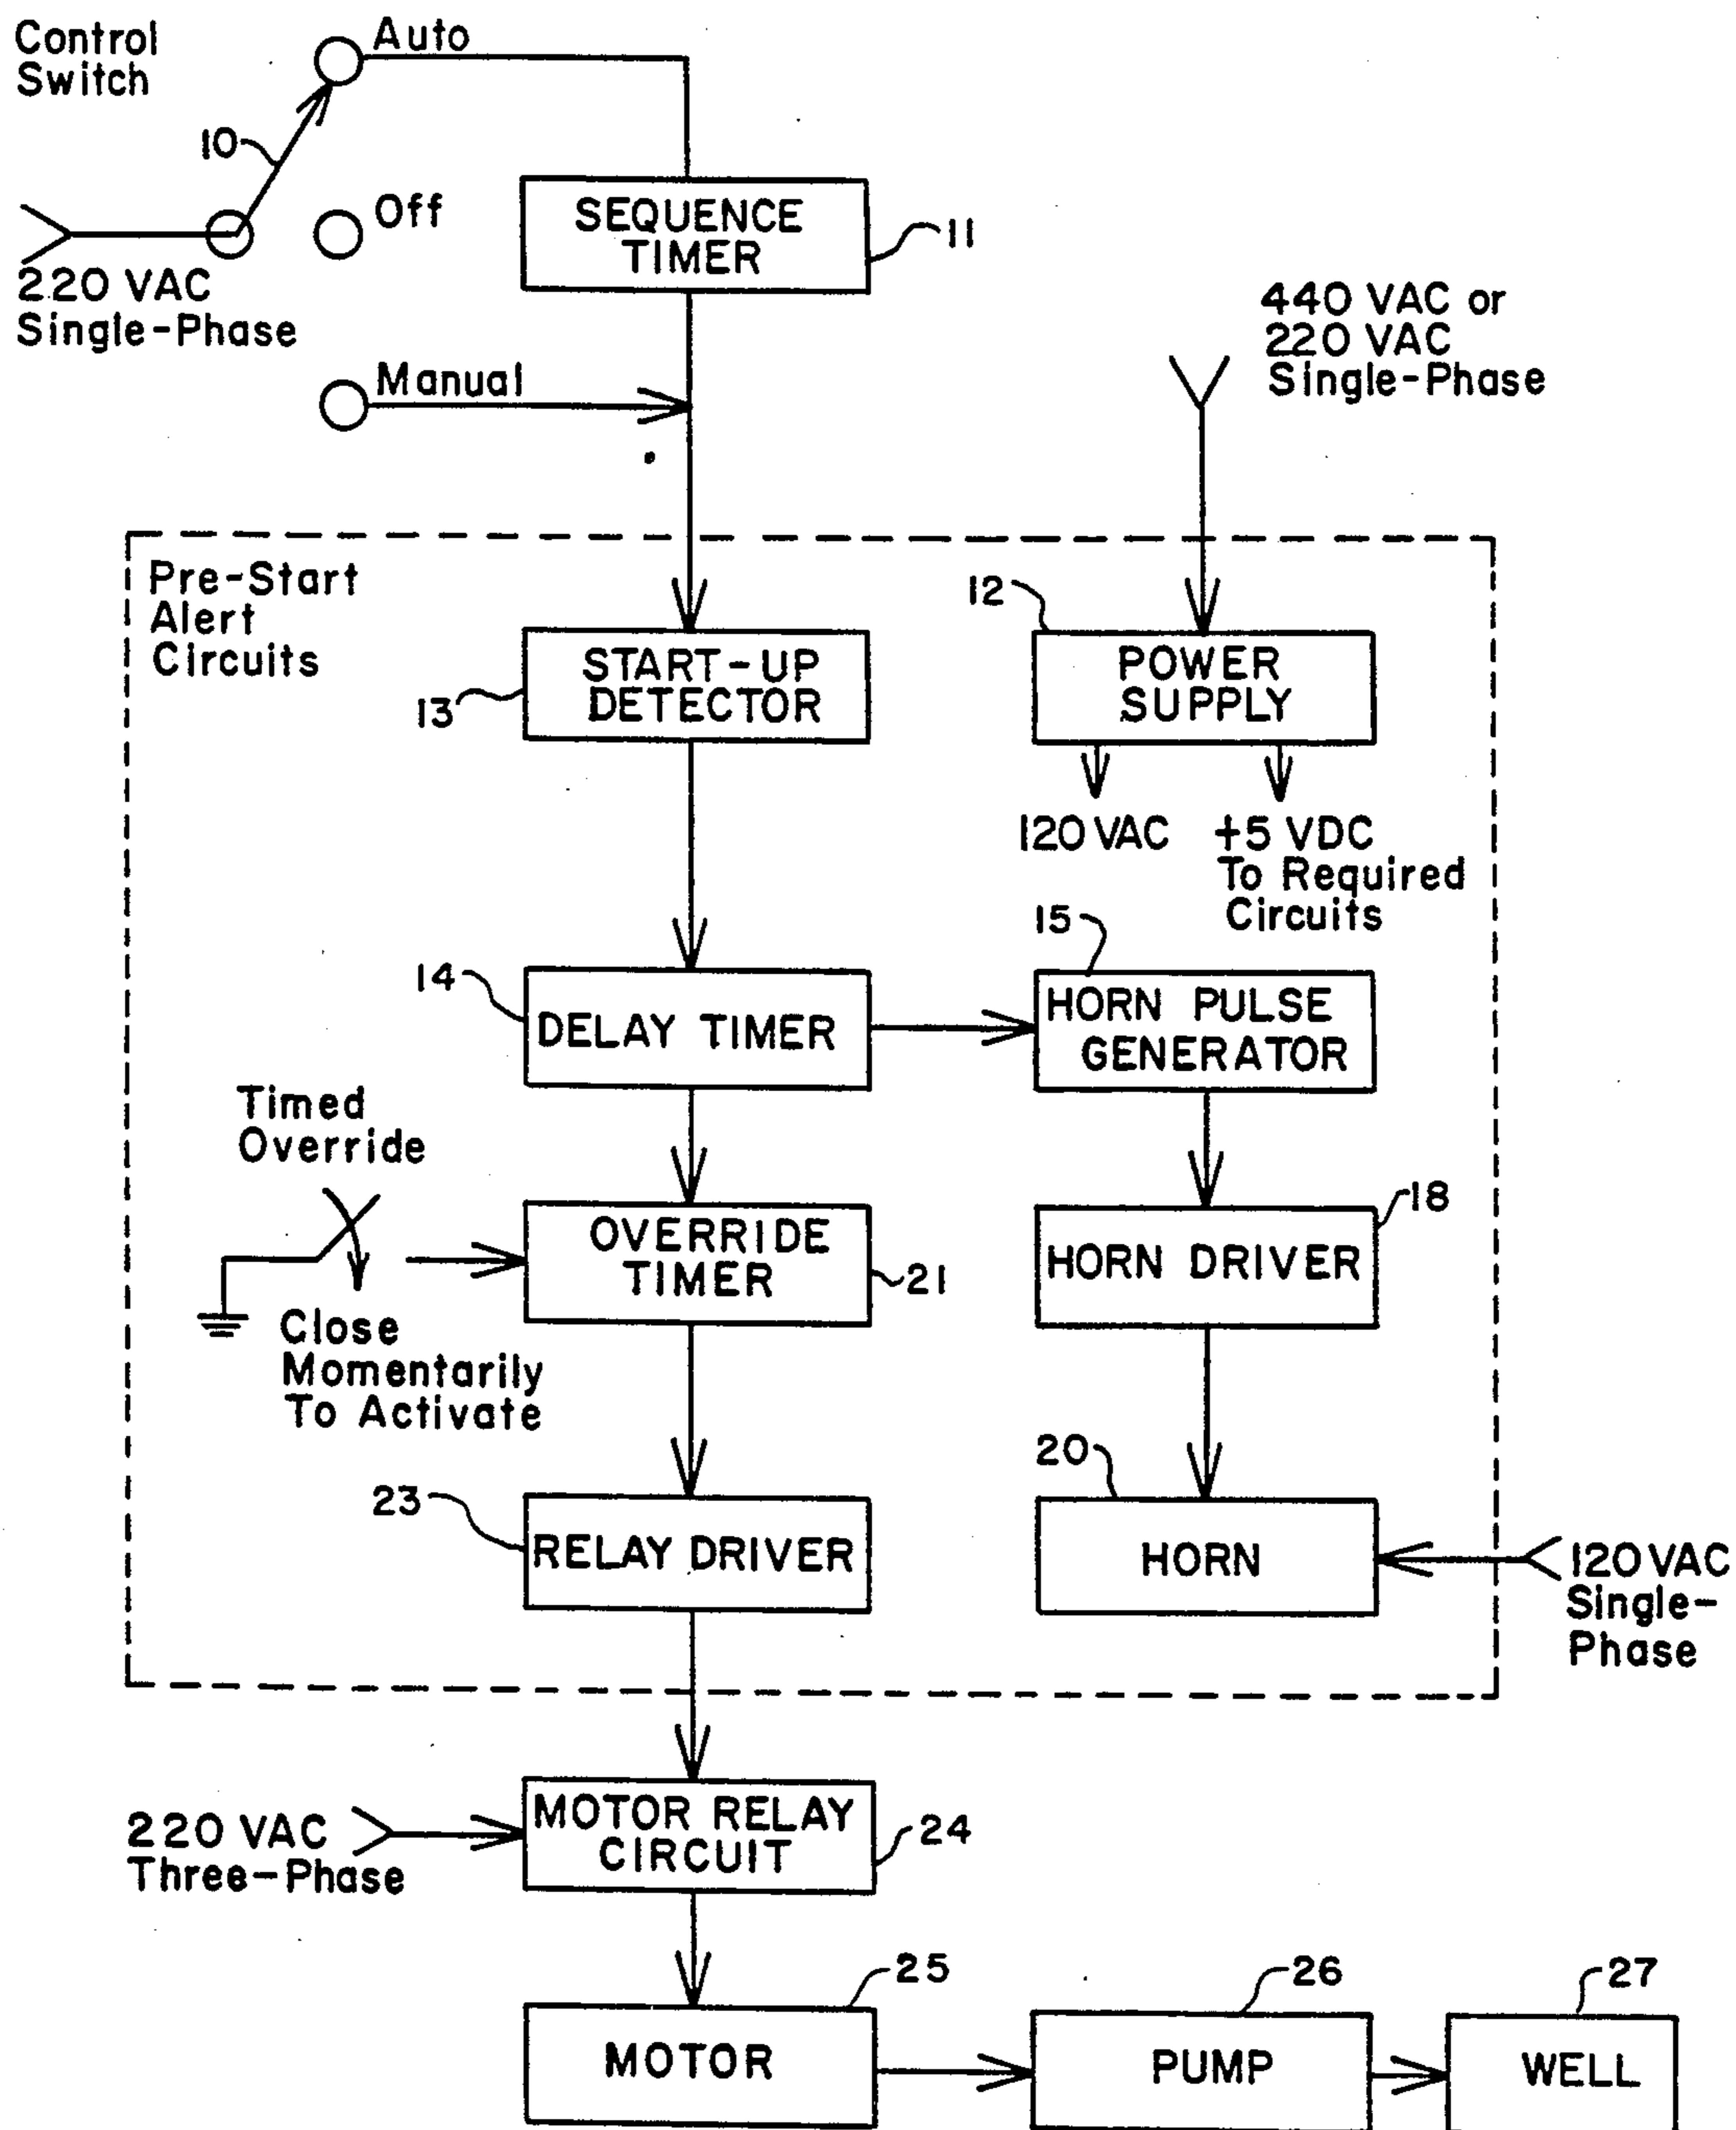 Control
Switch
Auto
10
Off
220 VAC
Single-Phase
SEQUENCE
TIMER
11
Manual
440 VAC or
220 VAC
Single-Phase
Pre-Start
Alert
Circuits
START-UP
DETECTOR
13
12
POWER
SUPPLY
120 VAC
+5 VDC
To Required
Circuits
14
DELAY TIMER
15
HORN PULSE
GENERATOR
Timed
Override
Close
Momentarily
To Activate
OVERRIDE
TIMER
21
18
HORN DRIVER
23
RELAY DRIVER
20
HORN
120 VAC
Single-
Phase
220 VAC
Three-Phase
MOTOR RELAY
CIRCUIT
24
25
MOTOR
26
PUMP
27
WELL